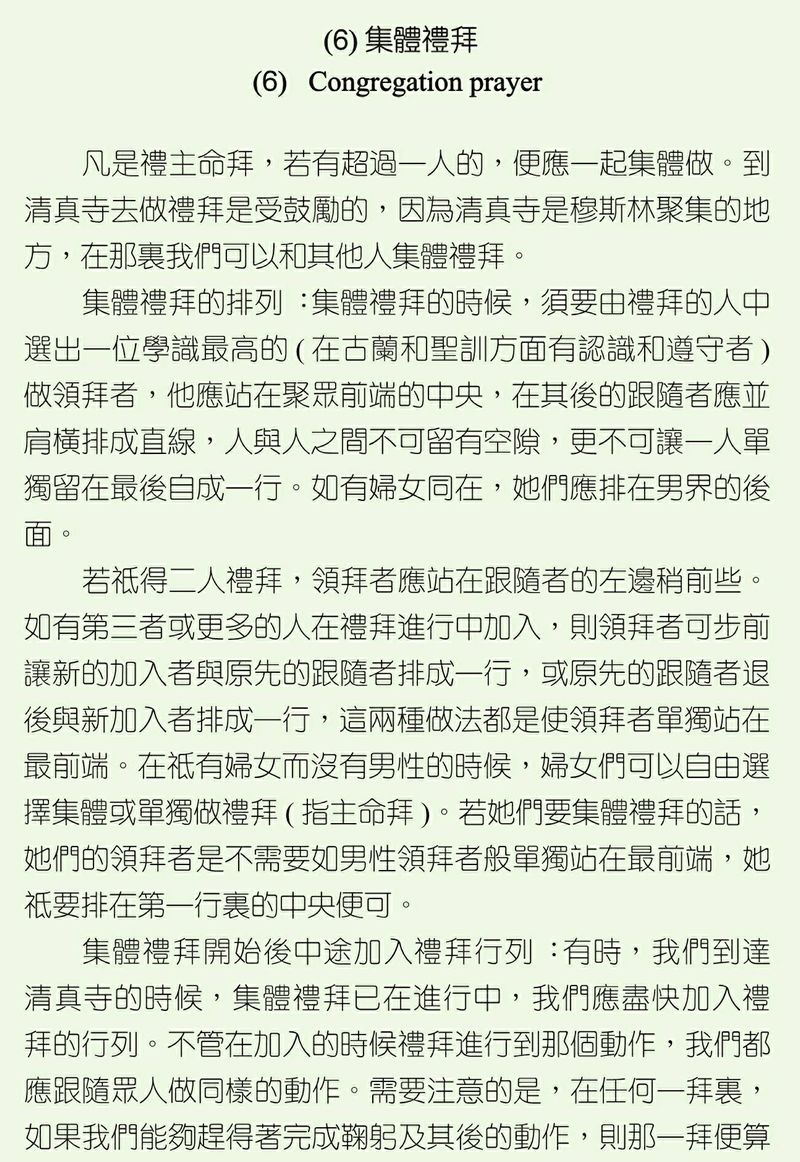 (6) 集體禮拜
(6) Congregation prayer
凡是禮主命拜，若有超過一人的，便應一起集體做。到
清真寺去做禮拜是受鼓勵的，因為清真寺是穆斯林聚集的地
方，在那裏我們可以和其他人集體禮拜。
集體禮拜的排列：集體禮拜的時候，須要由禮拜的人中
選出一位學識最高的 ( 在古蘭和聖訓方面有認識和遵守者 )
做領拜者，他應站在聚眾前端的中央，在其後的跟隨者應並
肩橫排成直線，人與人之間不可留有空隙，更不可讓一人單
獨留在最後自成一行。如有婦女同在，她們應排在男界的後
面。
若祇得二人禮拜，領拜者應站在跟隨者的左邊稍前些。
如有第三者或更多的人在禮拜進行中加入，則領拜者可步前
讓新的加入者與原先的跟隨者排成一行，或原先的跟隨者退
後與新加入者排成一行，這兩種做法都是使領拜者單獨站在
最前端。在祇有婦女而沒有男性的時候，婦女們可以自由選
擇集體或單獨做禮拜 ( 指主命拜 )。若她們要集體禮拜的話，
她們的領拜者是不需要如男性領拜者般單獨站在最前端，她
祇要排在第一行裏的中央便可。
集體禮拜開始後中途加入禮拜行列：有時，我們到達
清真寺的時候，集體禮拜已在進行中，我們應盡快加入禮
拜的行列。不管在加入的時候禮拜進行到那個動作，我們都
應跟隨眾人做同樣的動作。需要注意的是，在任何一拜裏，
如果我們能夠趕得著完成鞠躬及其後的動作，則那一拜便算